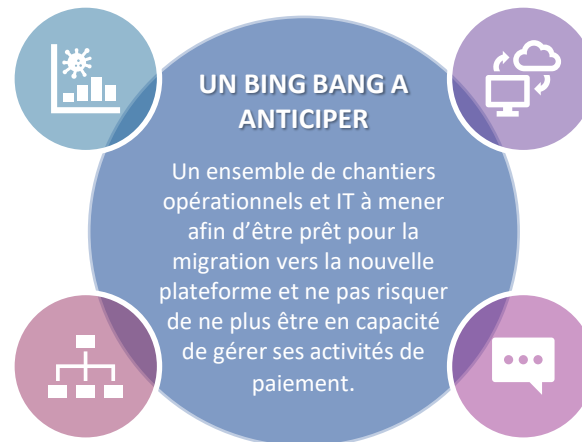 UN BING BANG A
ANTICIPER
Un ensemble de chantiers
opérationnels et IT à mener
afin d’être prêt pour la
migration vers la nouvelle
plateforme et ne pas risquer
de ne plus être en capacité
de gérer ses activités de
paiement.